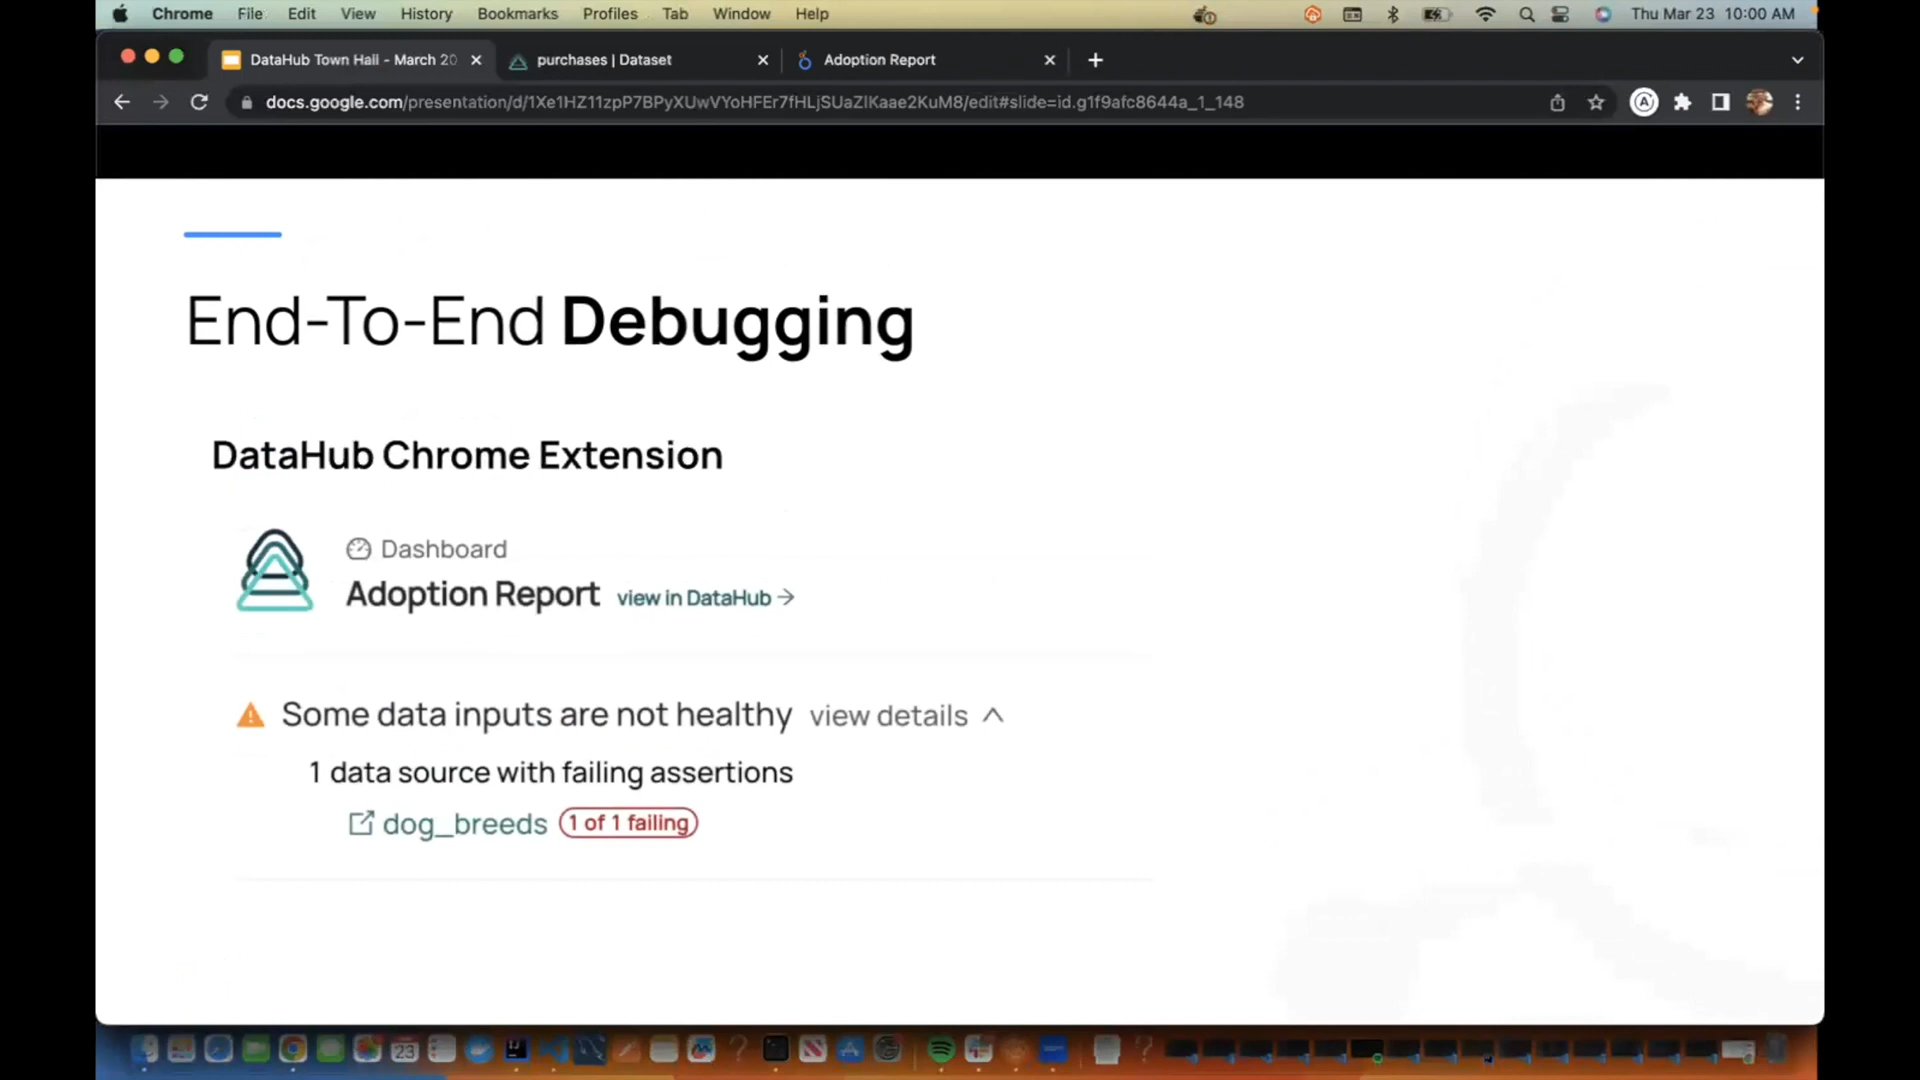 Chrome File Edit View History Bookmarks Profiles Tab Window Help Thu Mar 23 10:00 AM
DataHub Town Hall - March 20 purchases | Dataset Adoption Report
docs.google.com/presentation/d/1Xe1HZ11zpP7BPyXUwVYoHFEr7fHLjSUaZIKaae2KuM8/edit#slide=id.g1f9afc8644a_1_148
End-To-End Debugging
DataHub Chrome Extension
Dashboard
Adoption Report view in DataHub →
Some data inputs are not healthy view details
1 data source with failing assertions
dog_breeds 1 of 1 failing
23